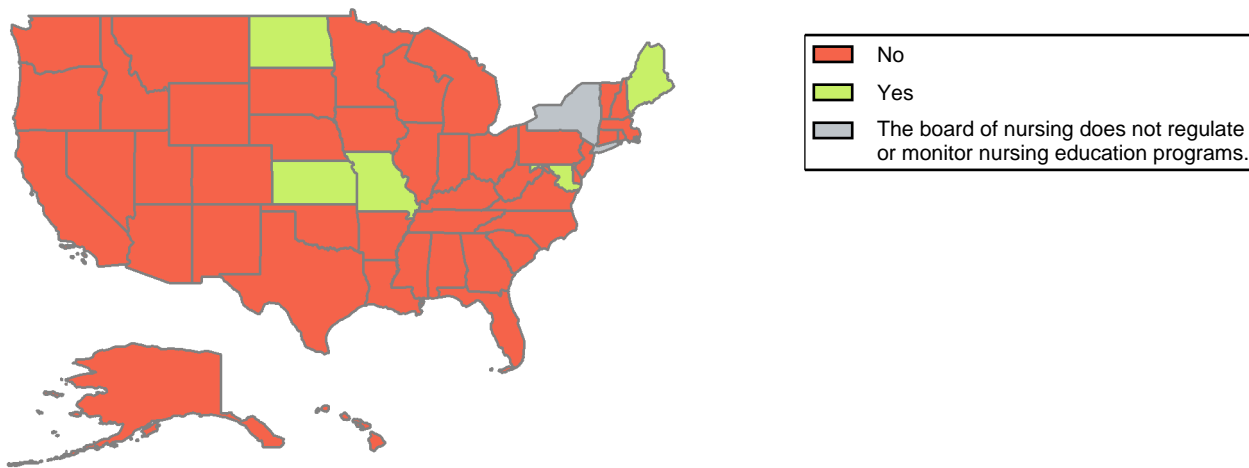 No
Yes
The board of nursing does not regulate
or monitor nursing education programs.